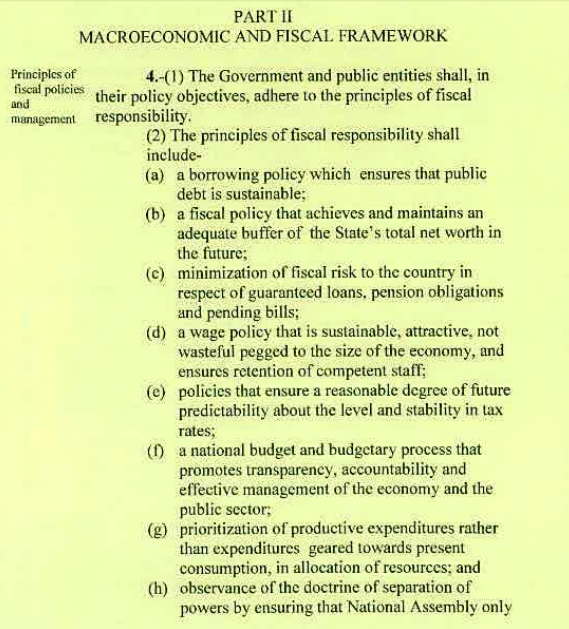 PART II
MACROECONOMIC AND FISCAL FRAMEWORK
Principles of
fiscal policies
and
management
4.-(1) The Government and public entities shall, in
their policy objectives, adhere to the principles of fiscal
responsibility.
(2) The principles of fiscal responsibility shall
include-
(a) a borrowing policy which ensures that public
debt is sustainable;
(b) a fiscal policy that achieves and maintains an
adequate buffer of the State's total net worth in
the future;
(c) minimization of fiscal risk to the country in
respect of guaranteed loans, pension obligations
and pending bills;
(d) a wage policy that is sustainable, attractive, not
wasteful pegged to the size of the economy, and
ensures retention of competent staff;
(e) policies that ensure a reasonable degree of future
predictability about the level and stability in tax
rates;
(f) a national budget and budgetary process that
promotes transparency, accountability and
effective management of the economy and the
public sector;
(g) prioritization of productive expenditures rather
than expenditures geared towards present
consumption, in allocation of resources; and
(h) observance of the doctrine of separation of
powers by ensuring that National Assembly only